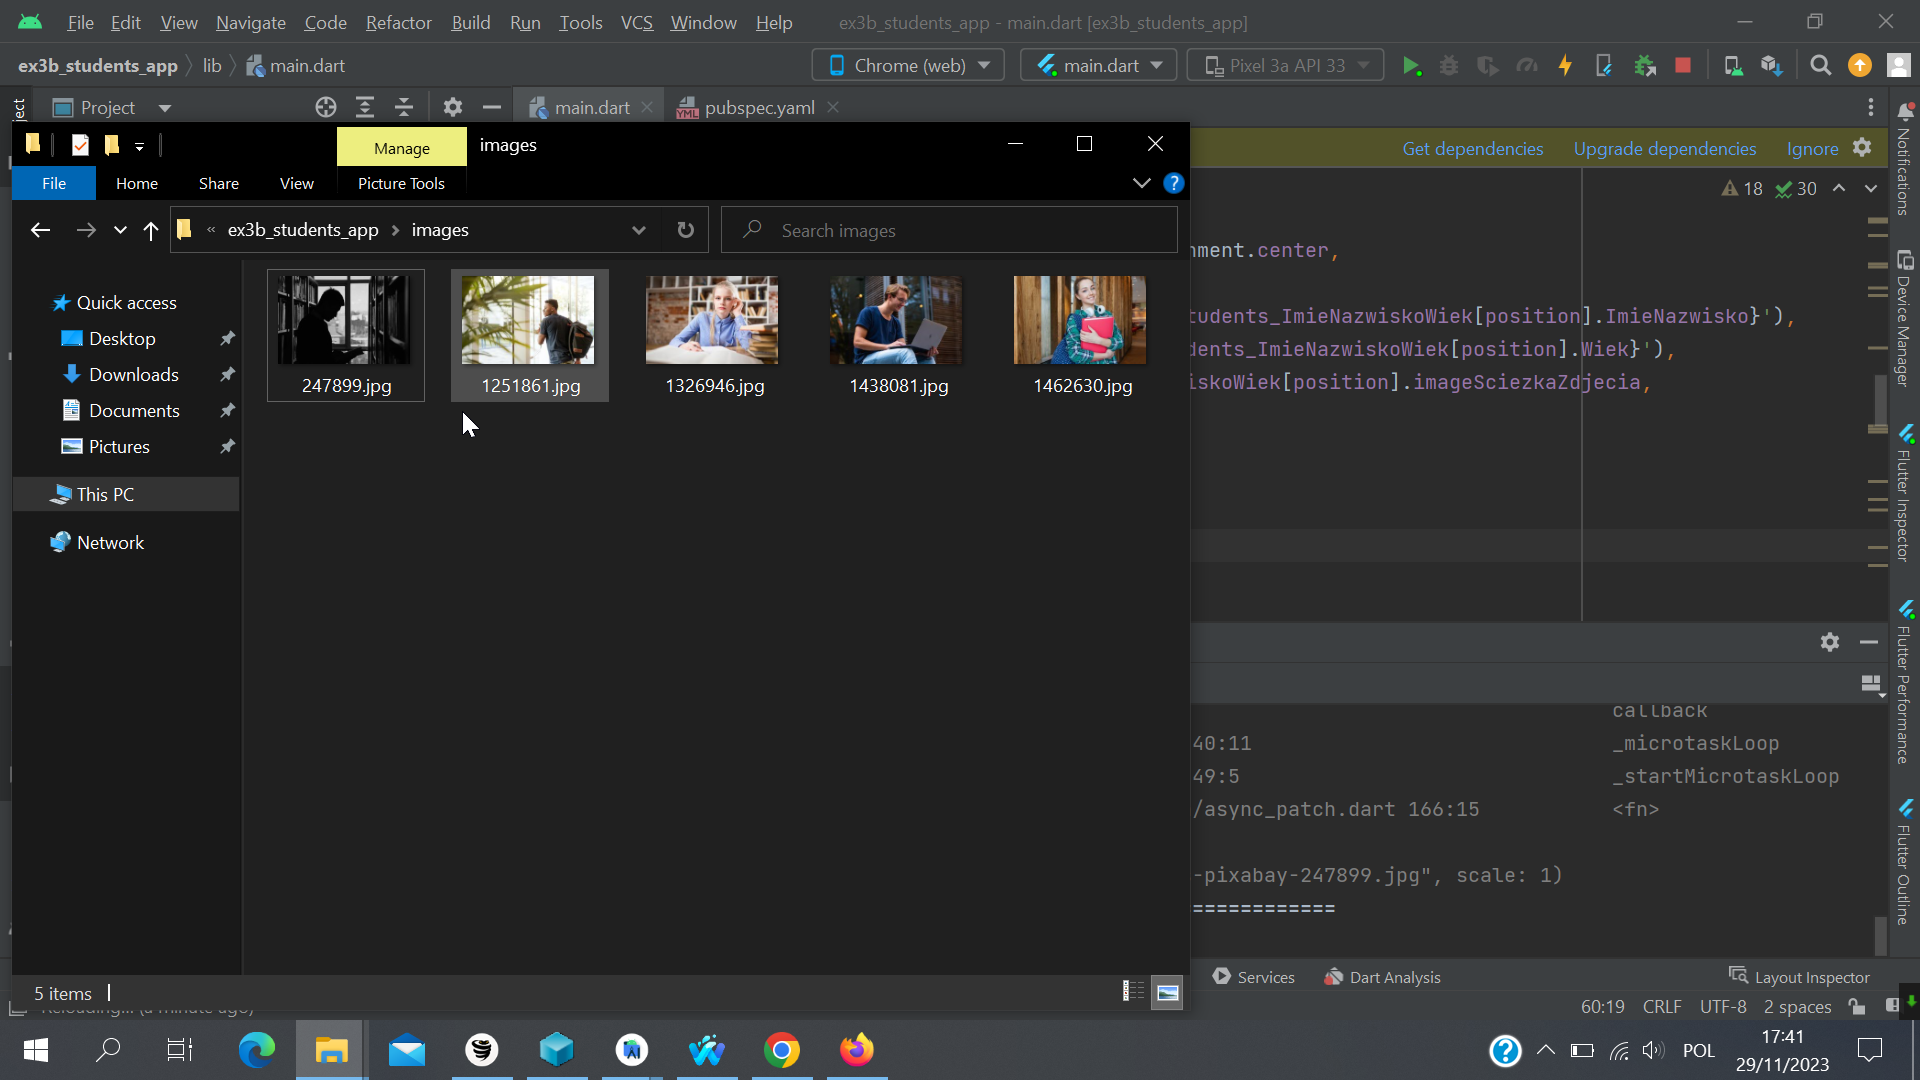 File Edit View Navigate Code Refactor Build Run Tools VCS Window Help ex3b_students_app - main.dart [ex3b_students_app]
ex3b_students_app lib main.dart Chrome (web) main.dart Pixel 3a API 33
Project main.dart pubspec.yaml
Manage images
Get dependencies Upgrade dependencies Ignore
File Home Share View Picture Tools
18 30
« ex3b_students_app > images Search images
nment.center,
Quick access
Desktop
Downloads
Documents
Pictures
This PC
Network
247899.jpg 1251861.jpg 1326946.jpg 1438081.jpg 1462630.jpg
tudents_ImieNazwiskoWiek[position].ImieNazwisko}'),
dents_ImieNazwiskoWiek[position].Wiek}'),
iskoWiek[position].imageSciezkaZdjecia,
callback
40:11 _microtaskLoop
49:5 _startMicrotaskLoop
/async_patch.dart 166:15 <fn>
-pixabay-247899.jpg", scale: 1)
============
5 items
Services Dart Analysis Layout Inspector
Reloading... (a minute ago)
60:19 CRLF UTF-8 2 spaces
POL 17:41
29/11/2023
Notifications
Device Manager
Flutter Inspector
Flutter Performance
Flutter Outline